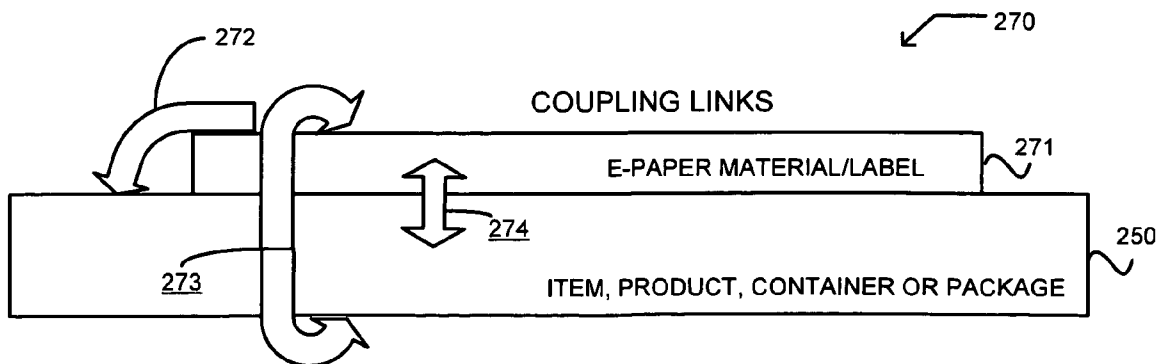 272
270
COUPLING LINKS
E-PAPER MATERIAL/LABEL
271
274
250
273
ITEM, PRODUCT, CONTAINER OR PACKAGE